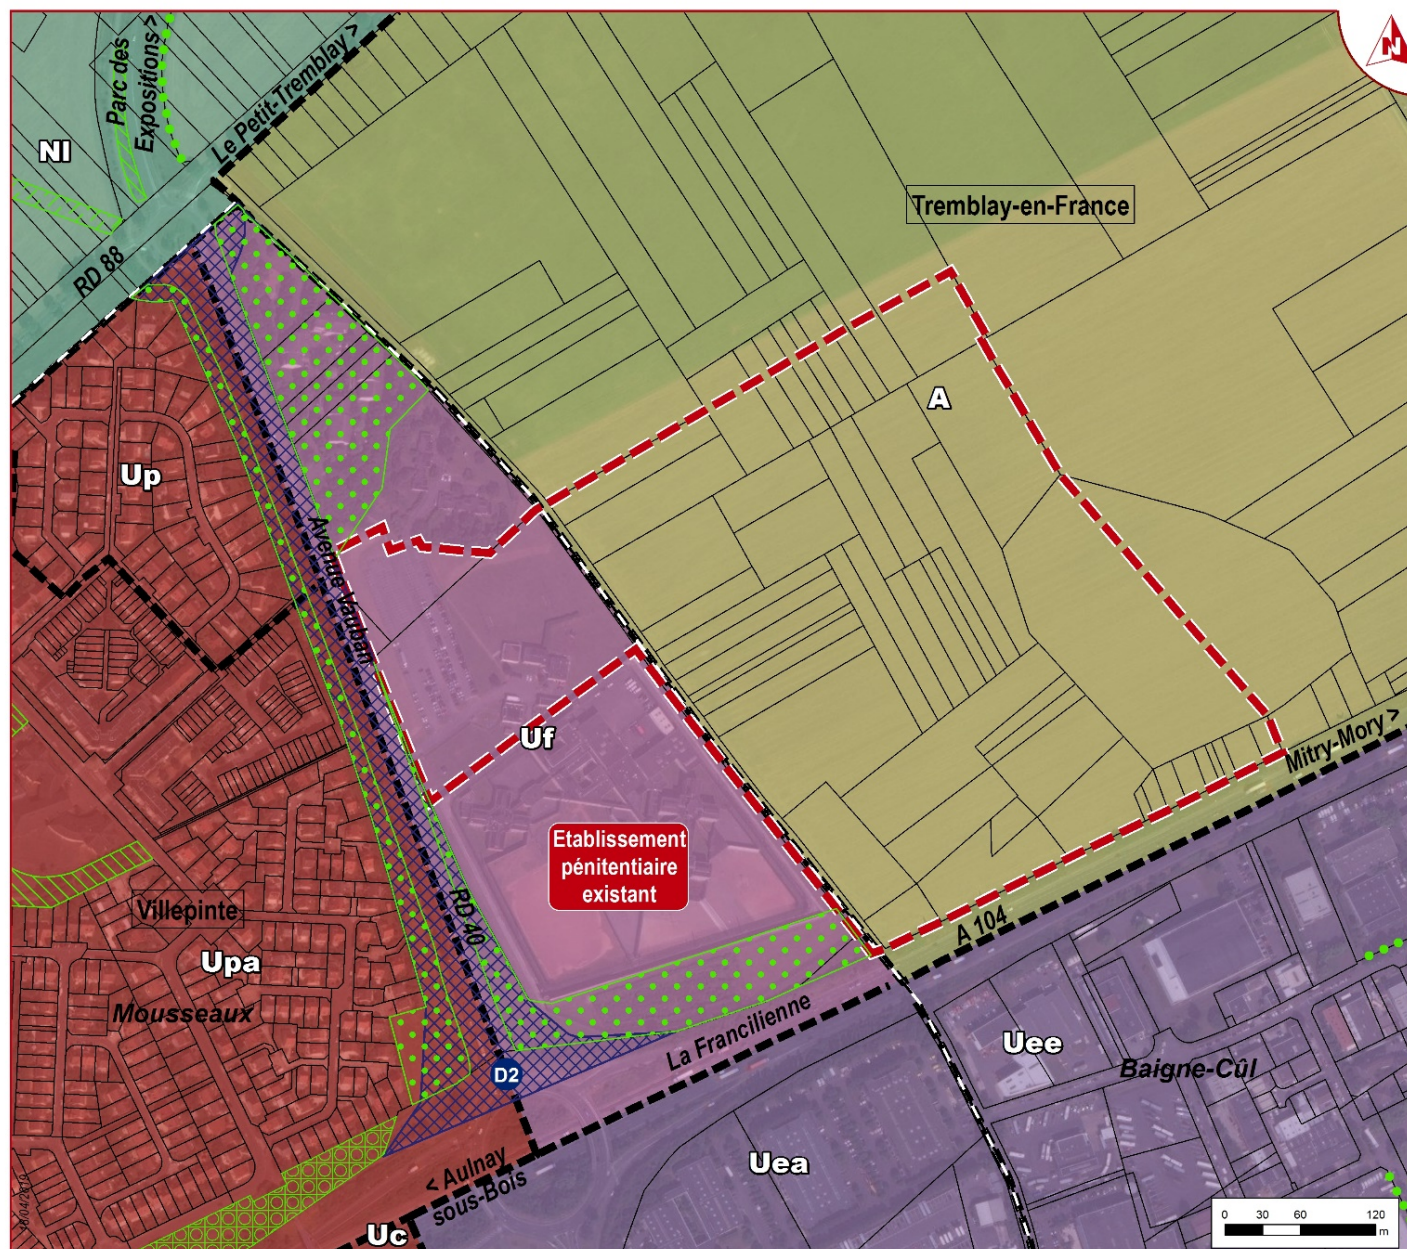 N
Parc des
Expositions >
Le Petit-Tremblay >
Nl
RD 88
Tremblay-en-France
A
Up
Avenue Vauban
Uf
Mitry-Mory >
Etablissement
pénitentiaire
existant
Villepinte
RD 40
A 104
Upa
Mousseaux
La Francilienne
Uee
Baigne-Cûl
D2
Uea
< Aulnay
sous-Bois
Uc
0 30 60 120
m